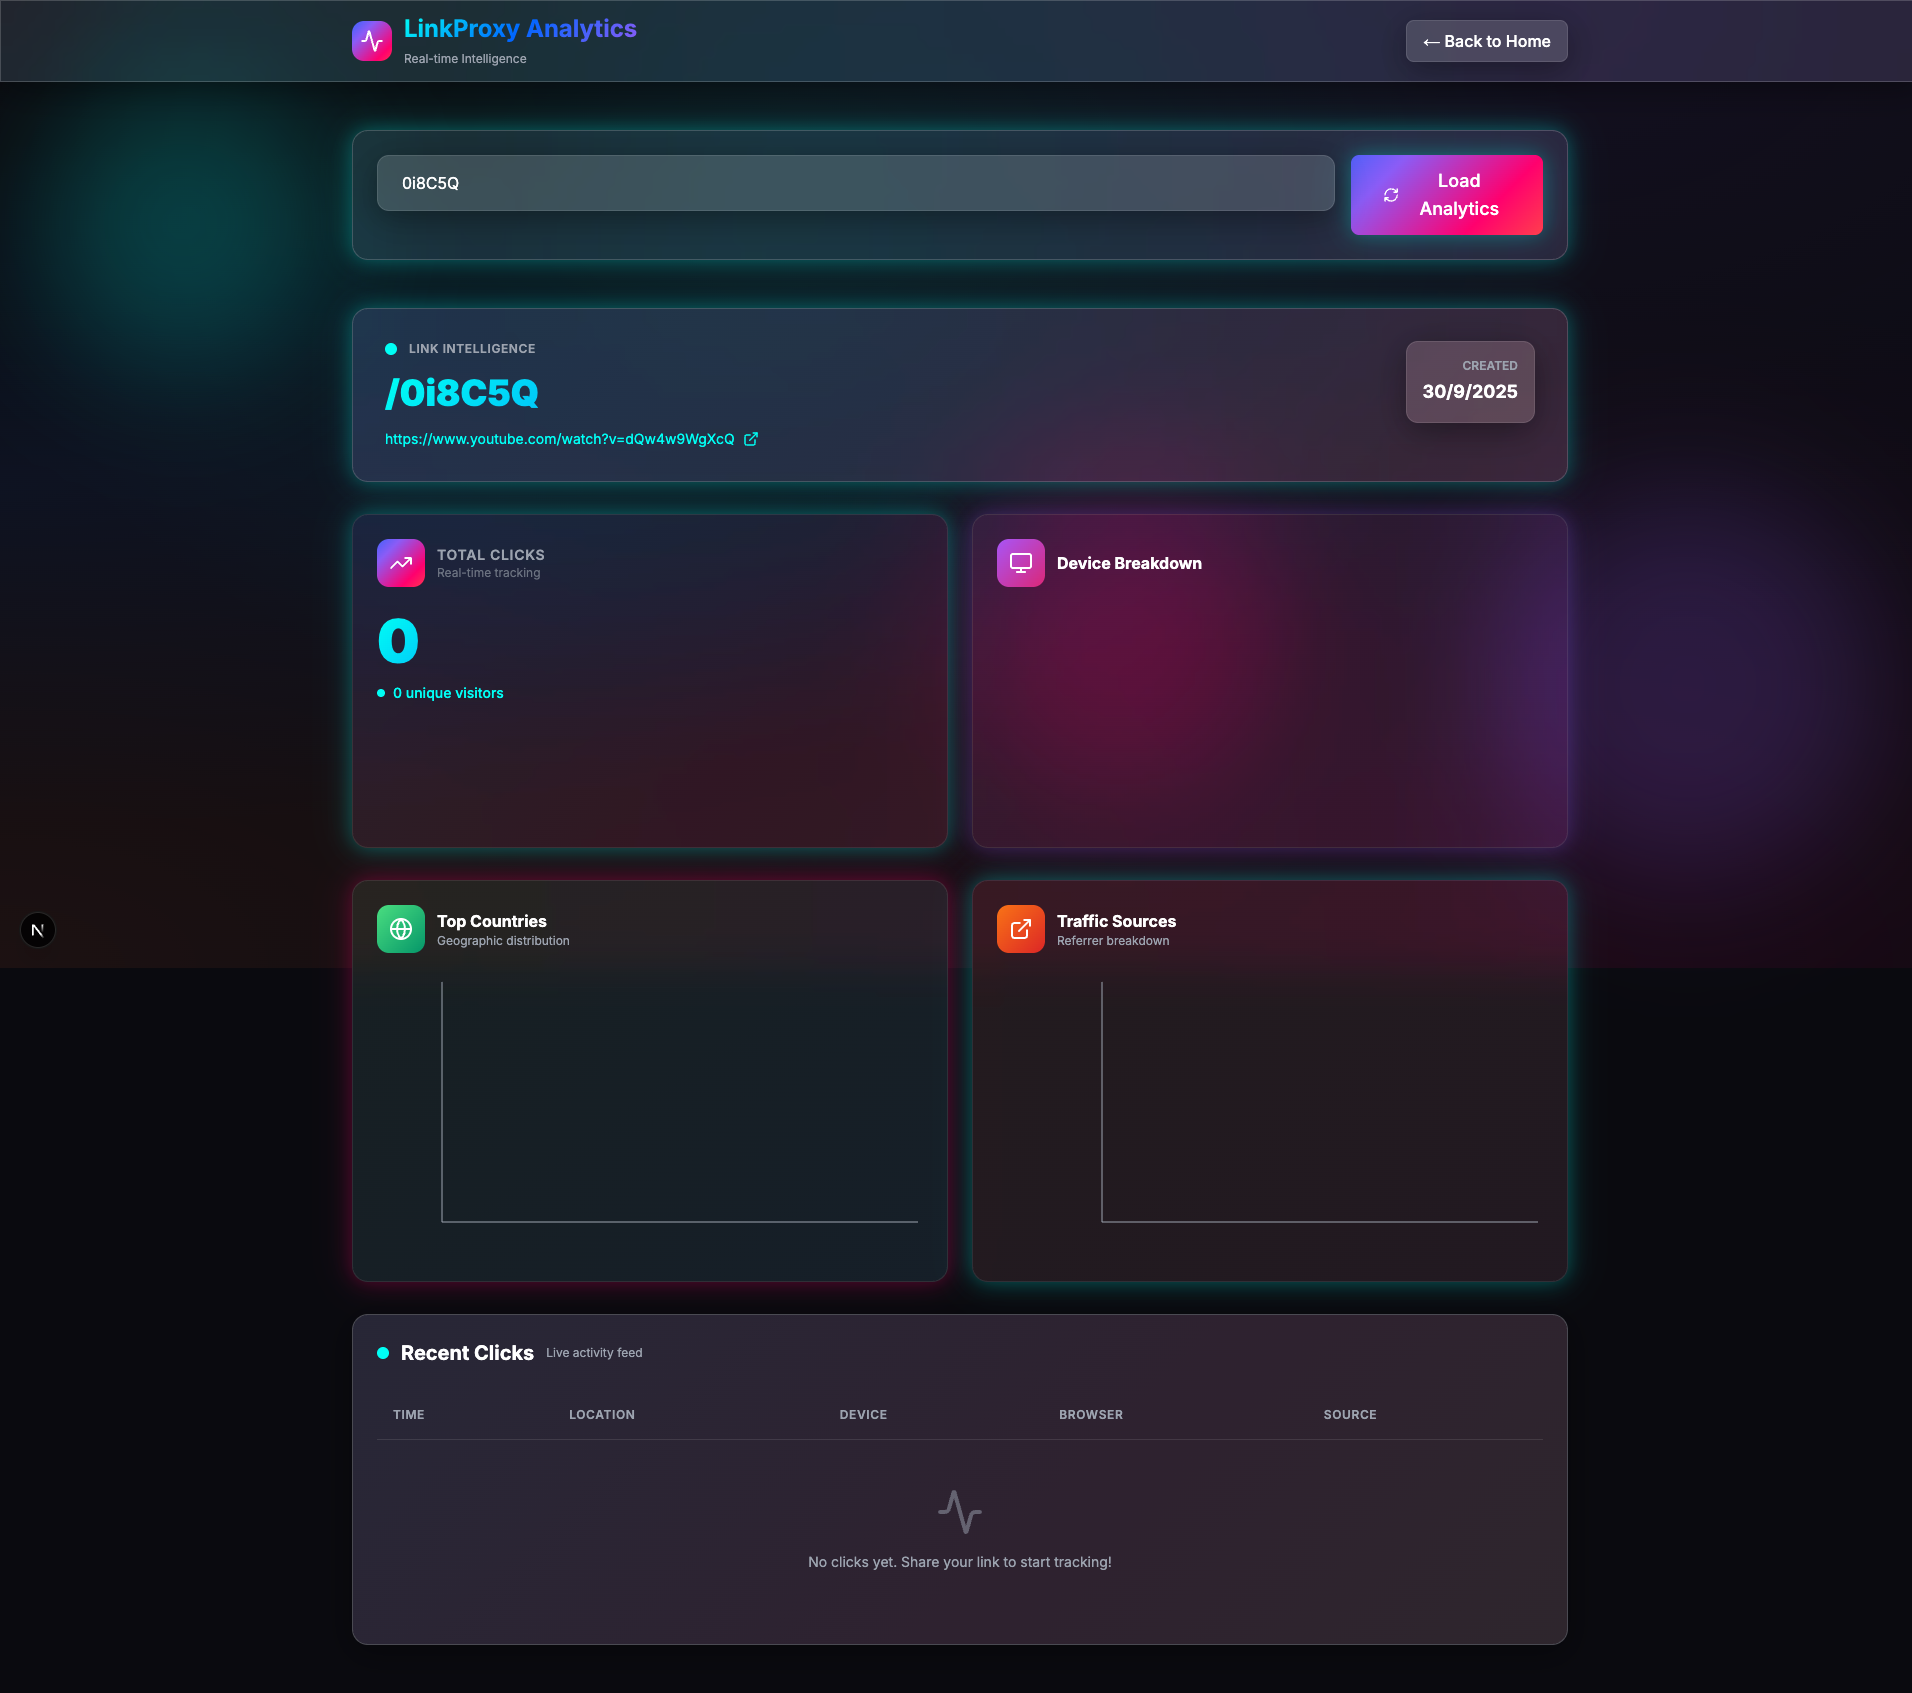 LinkProxy Analytics
Real-time Intelligence
← Back to Home
0i8C5Q
Load
Analytics
LINK INTELLIGENCE
/0i8C5Q
https://www.youtube.com/watch?v=dQw4w9WgXcQ
CREATED
30/9/2025
TOTAL CLICKS
Real-time tracking
0
0 unique visitors
Device Breakdown
Top Countries
Geographic distribution
Traffic Sources
Referrer breakdown
N
Recent Clicks Live activity feed
TIME LOCATION DEVICE BROWSER SOURCE
No clicks yet. Share your link to start tracking!